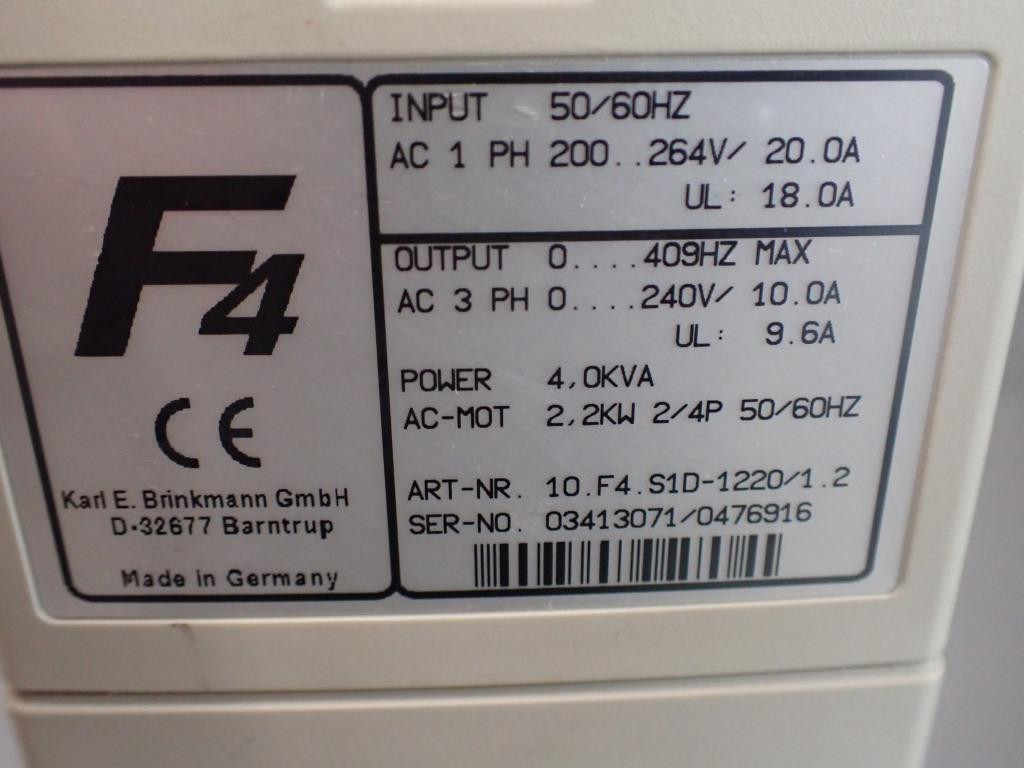 F4
CE
Karl E. Brinkmann GmbH
D-32677 Barntrup
Made in Germany
INPUT 50/60HZ
AC 1 PH 200..264V/ 20.0A
UL: 18.0A
OUTPUT 0....409HZ MAX
AC 3 PH 0....240V/ 10.0A
UL: 9.6A
POWER 4,0KVA
AC-MOT 2,2KW 2/4P 50/60HZ
ART-NR. 10.F4.S1D-1220/1.2
SER-NO. 03413071/0476916